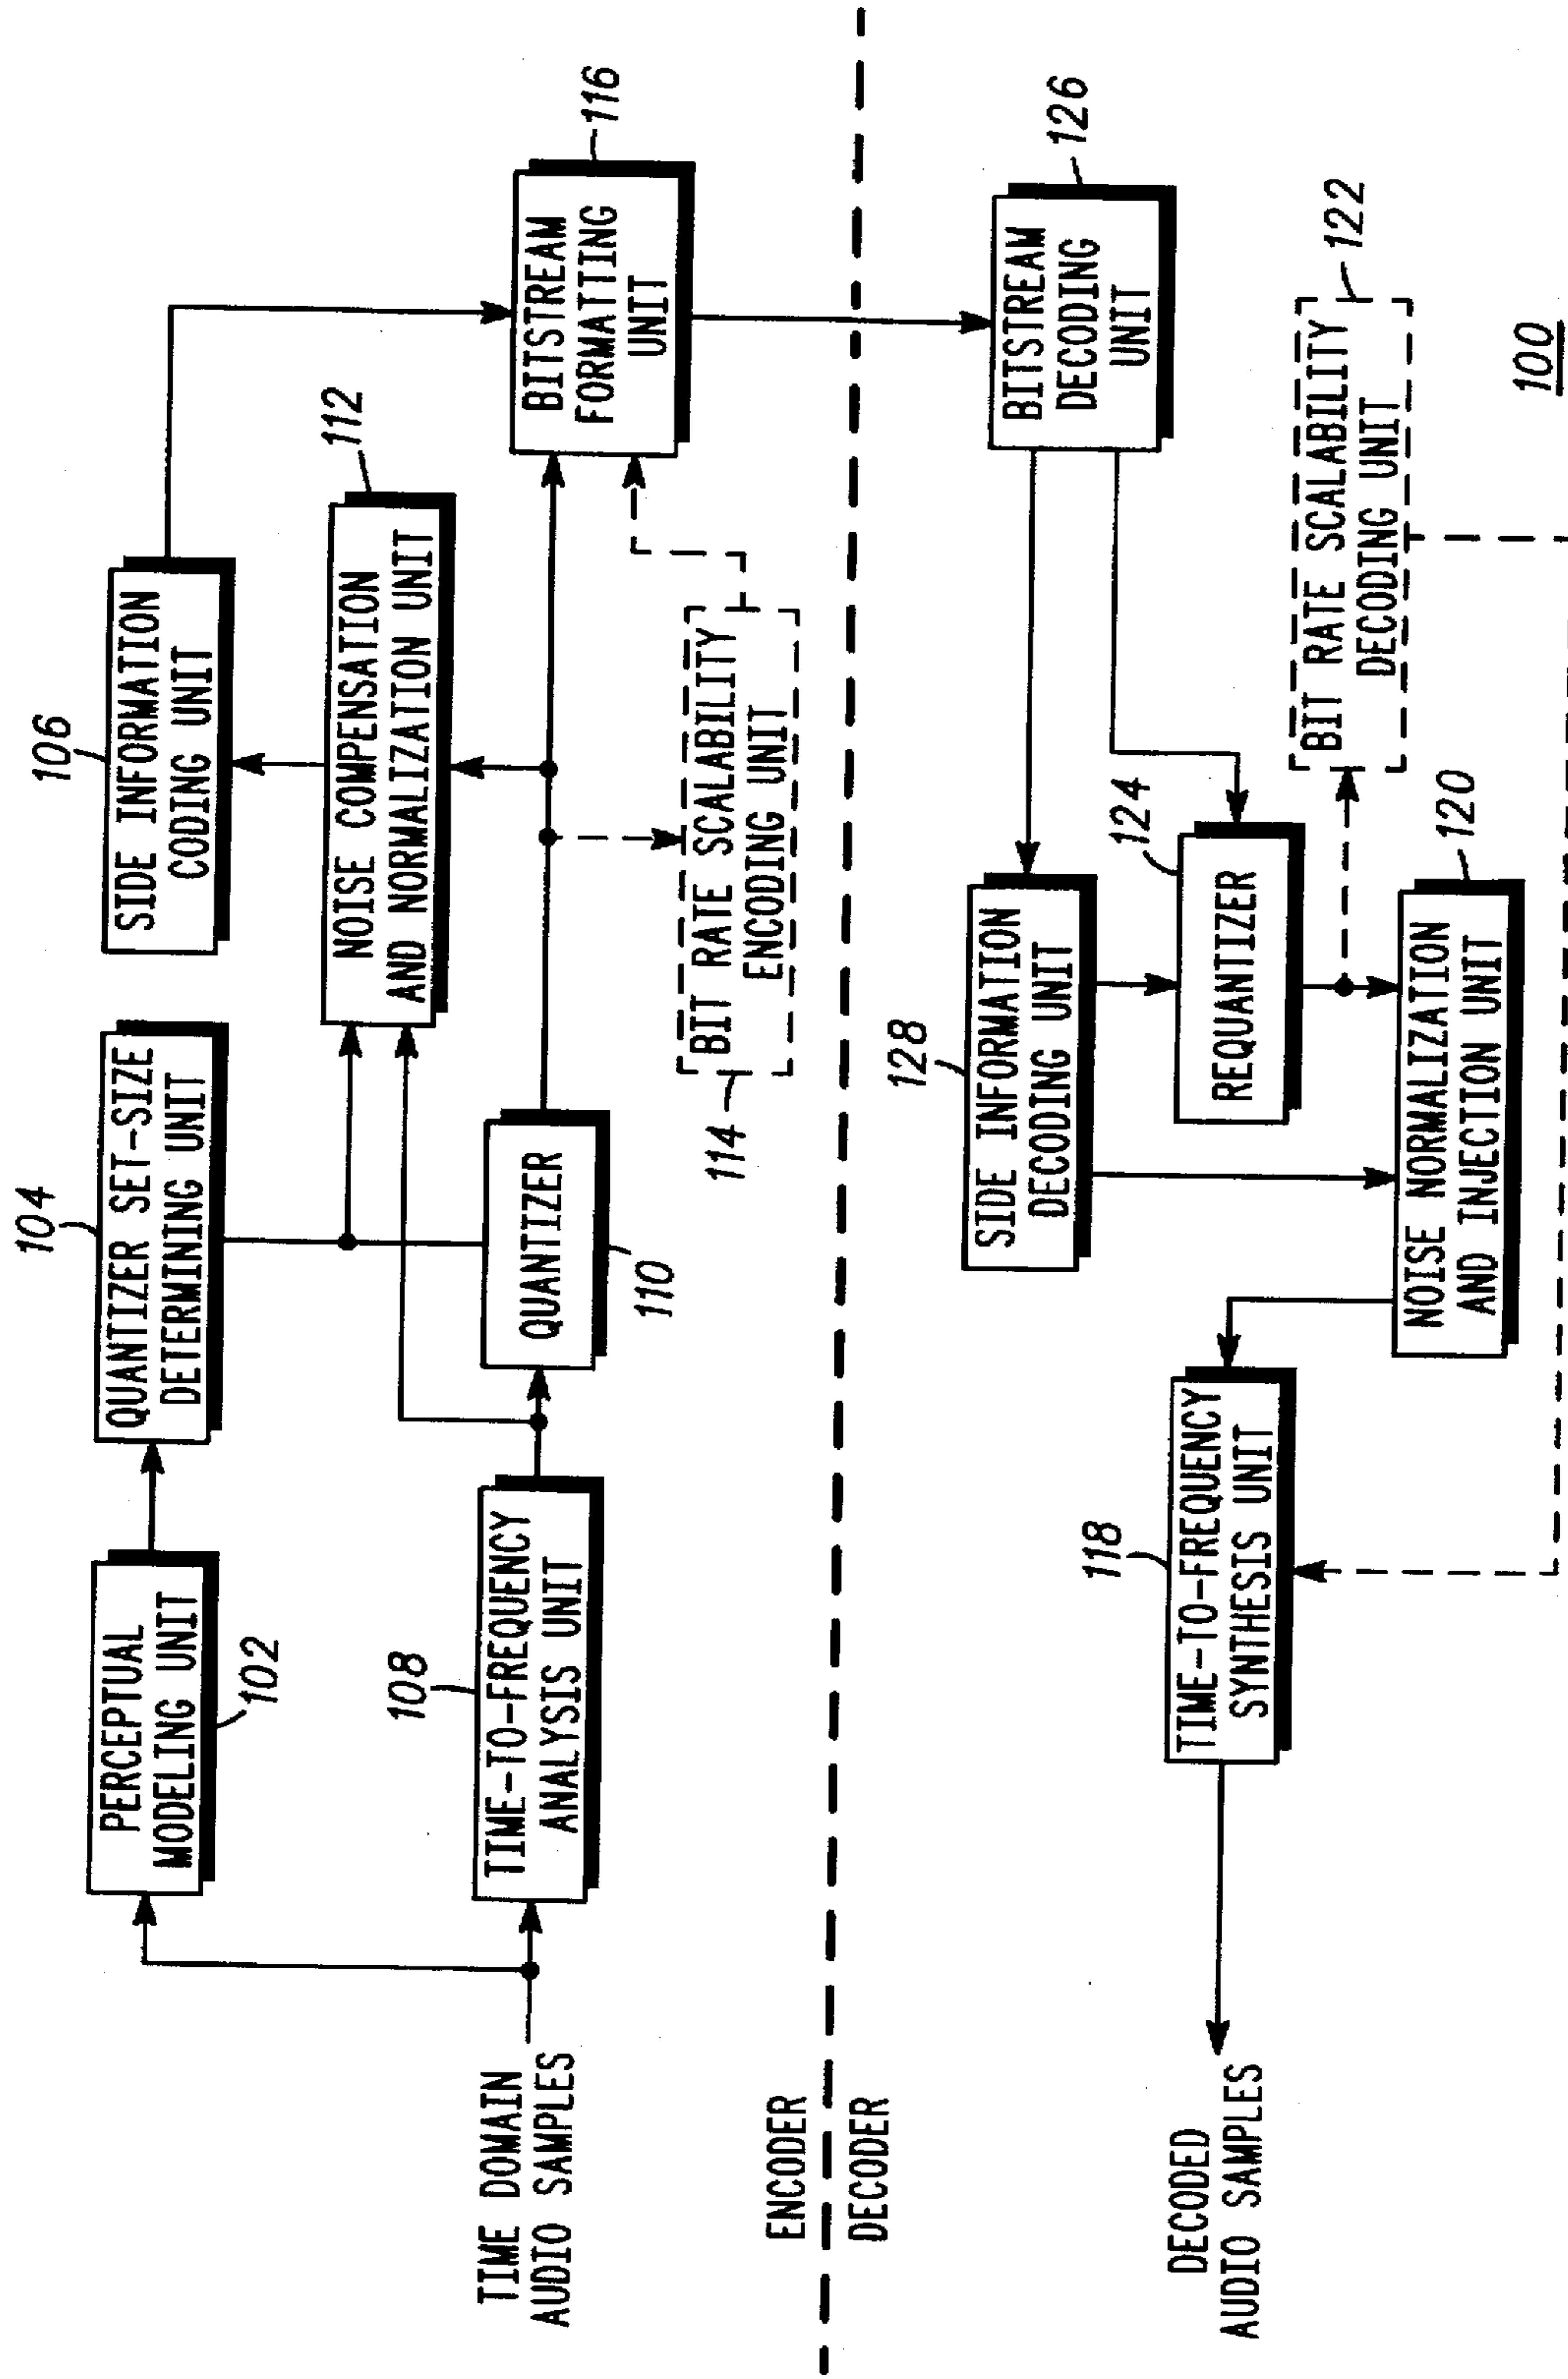 104
106
PERCEPTUAL
MODELING UNIT
102
QUANTIZER SET-SIZE
DETERMINING UNIT
SIDE INFORMATION
CODING UNIT
112
NOISE COMPENSATION
AND NORMALIZATION UNIT
108
TIME-TO-FREQUENCY
ANALYSIS UNIT
QUANTIZER
110
BITSTREAM
FORMATTING
UNIT
116
TIME DOMAIN
AUDIO SAMPLES
114
BIT RATE SCALABILITY
ENCODING UNIT
ENCODER
DECODER
128
SIDE INFORMATION
DECODING UNIT
BITSTREAM
DECODING
UNIT
126
124
REQUANTIZER
118
TIME-TO-FREQUENCY
SYNTHESIS UNIT
DECODED
AUDIO SAMPLES
BIT RATE SCALABILITY
DECODING UNIT
122
NOISE NORMALIZATION
AND INJECTION UNIT
120
100